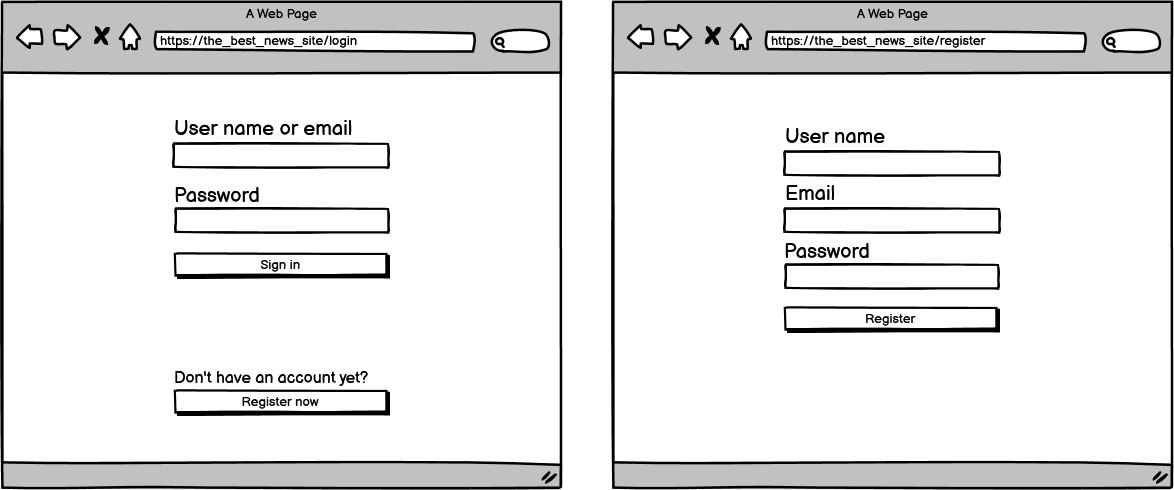 A Web Page
https://the_best_news_site/login
User name or email
Password
Sign in
Don't have an account yet?
Register now
A Web Page
https://the_best_news_site/register
User name
Email
Password
Register